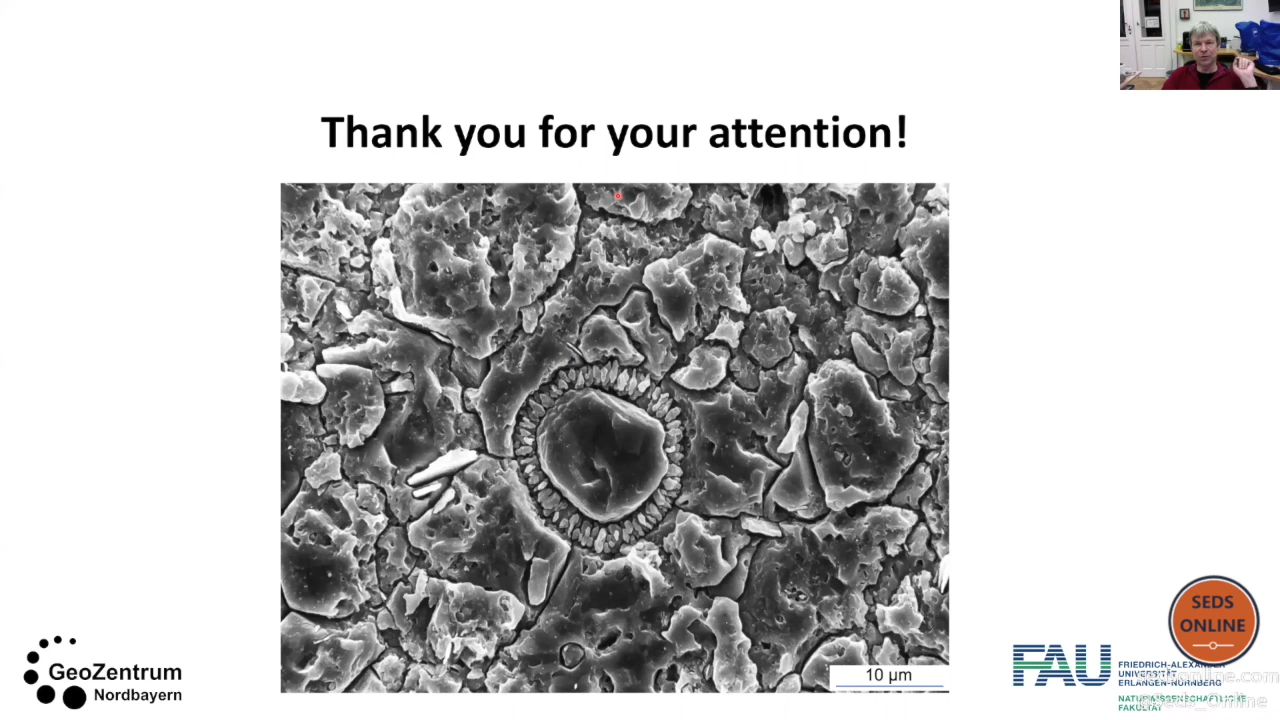 Thank you for your attention!
10 µm
GeoZentrum
Nordbayern
FAU
FRIEDRICH-ALEXANDER
UNIVERSITÄT
ERLANGEN-NÜRNBERG
NATURWISSENSCHAFTLICHE
FAKULTÄT
SEDS
ONLINE